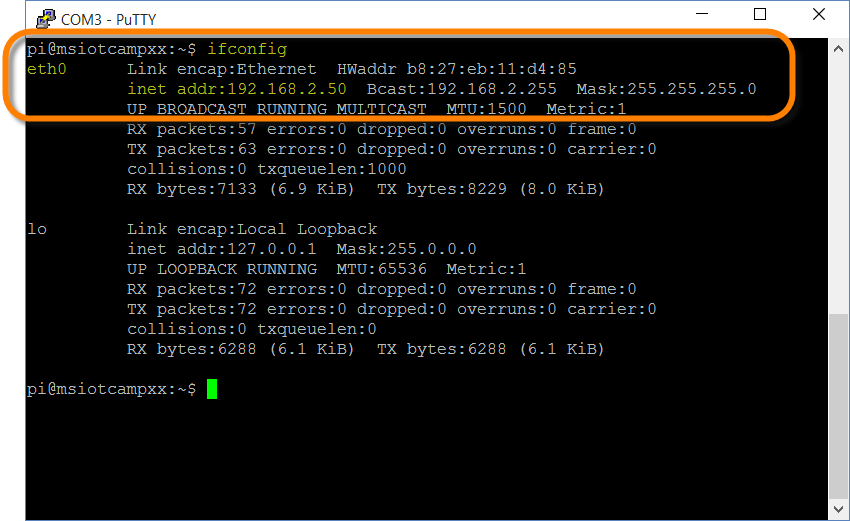 COM3 - PuTTY
pi@msiotcampxx:~$ ifconfig
eth0      Link encap:Ethernet  HWaddr b8:27:eb:11:d4:85
          inet addr:192.168.2.50  Bcast:192.168.2.255  Mask:255.255.255.0
          UP BROADCAST RUNNING MULTICAST  MTU:1500  Metric:1
          RX packets:57 errors:0 dropped:0 overruns:0 frame:0
          TX packets:63 errors:0 dropped:0 overruns:0 carrier:0
          collisions:0 txqueuelen:1000
          RX bytes:7133 (6.9 KiB)  TX bytes:8229 (8.0 KiB)
lo        Link encap:Local Loopback
          inet addr:127.0.0.1  Mask:255.0.0.0
          UP LOOPBACK RUNNING  MTU:65536  Metric:1
          RX packets:72 errors:0 dropped:0 overruns:0 frame:0
          TX packets:72 errors:0 dropped:0 overruns:0 carrier:0
          collisions:0 txqueuelen:0
          RX bytes:6288 (6.1 KiB)  TX bytes:6288 (6.1 KiB)
pi@msiotcampxx:~$